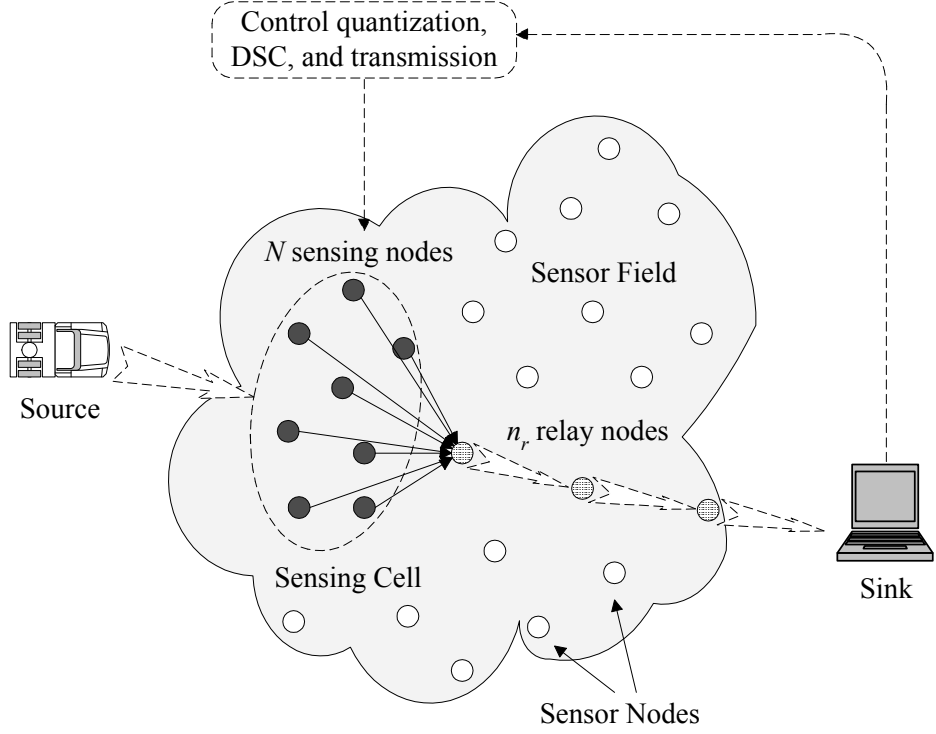 Control quantization,
DSC, and transmission
N sensing nodes
Sensor Field
Source
n_r relay nodes
Sensing Cell
Sink
Sensor Nodes